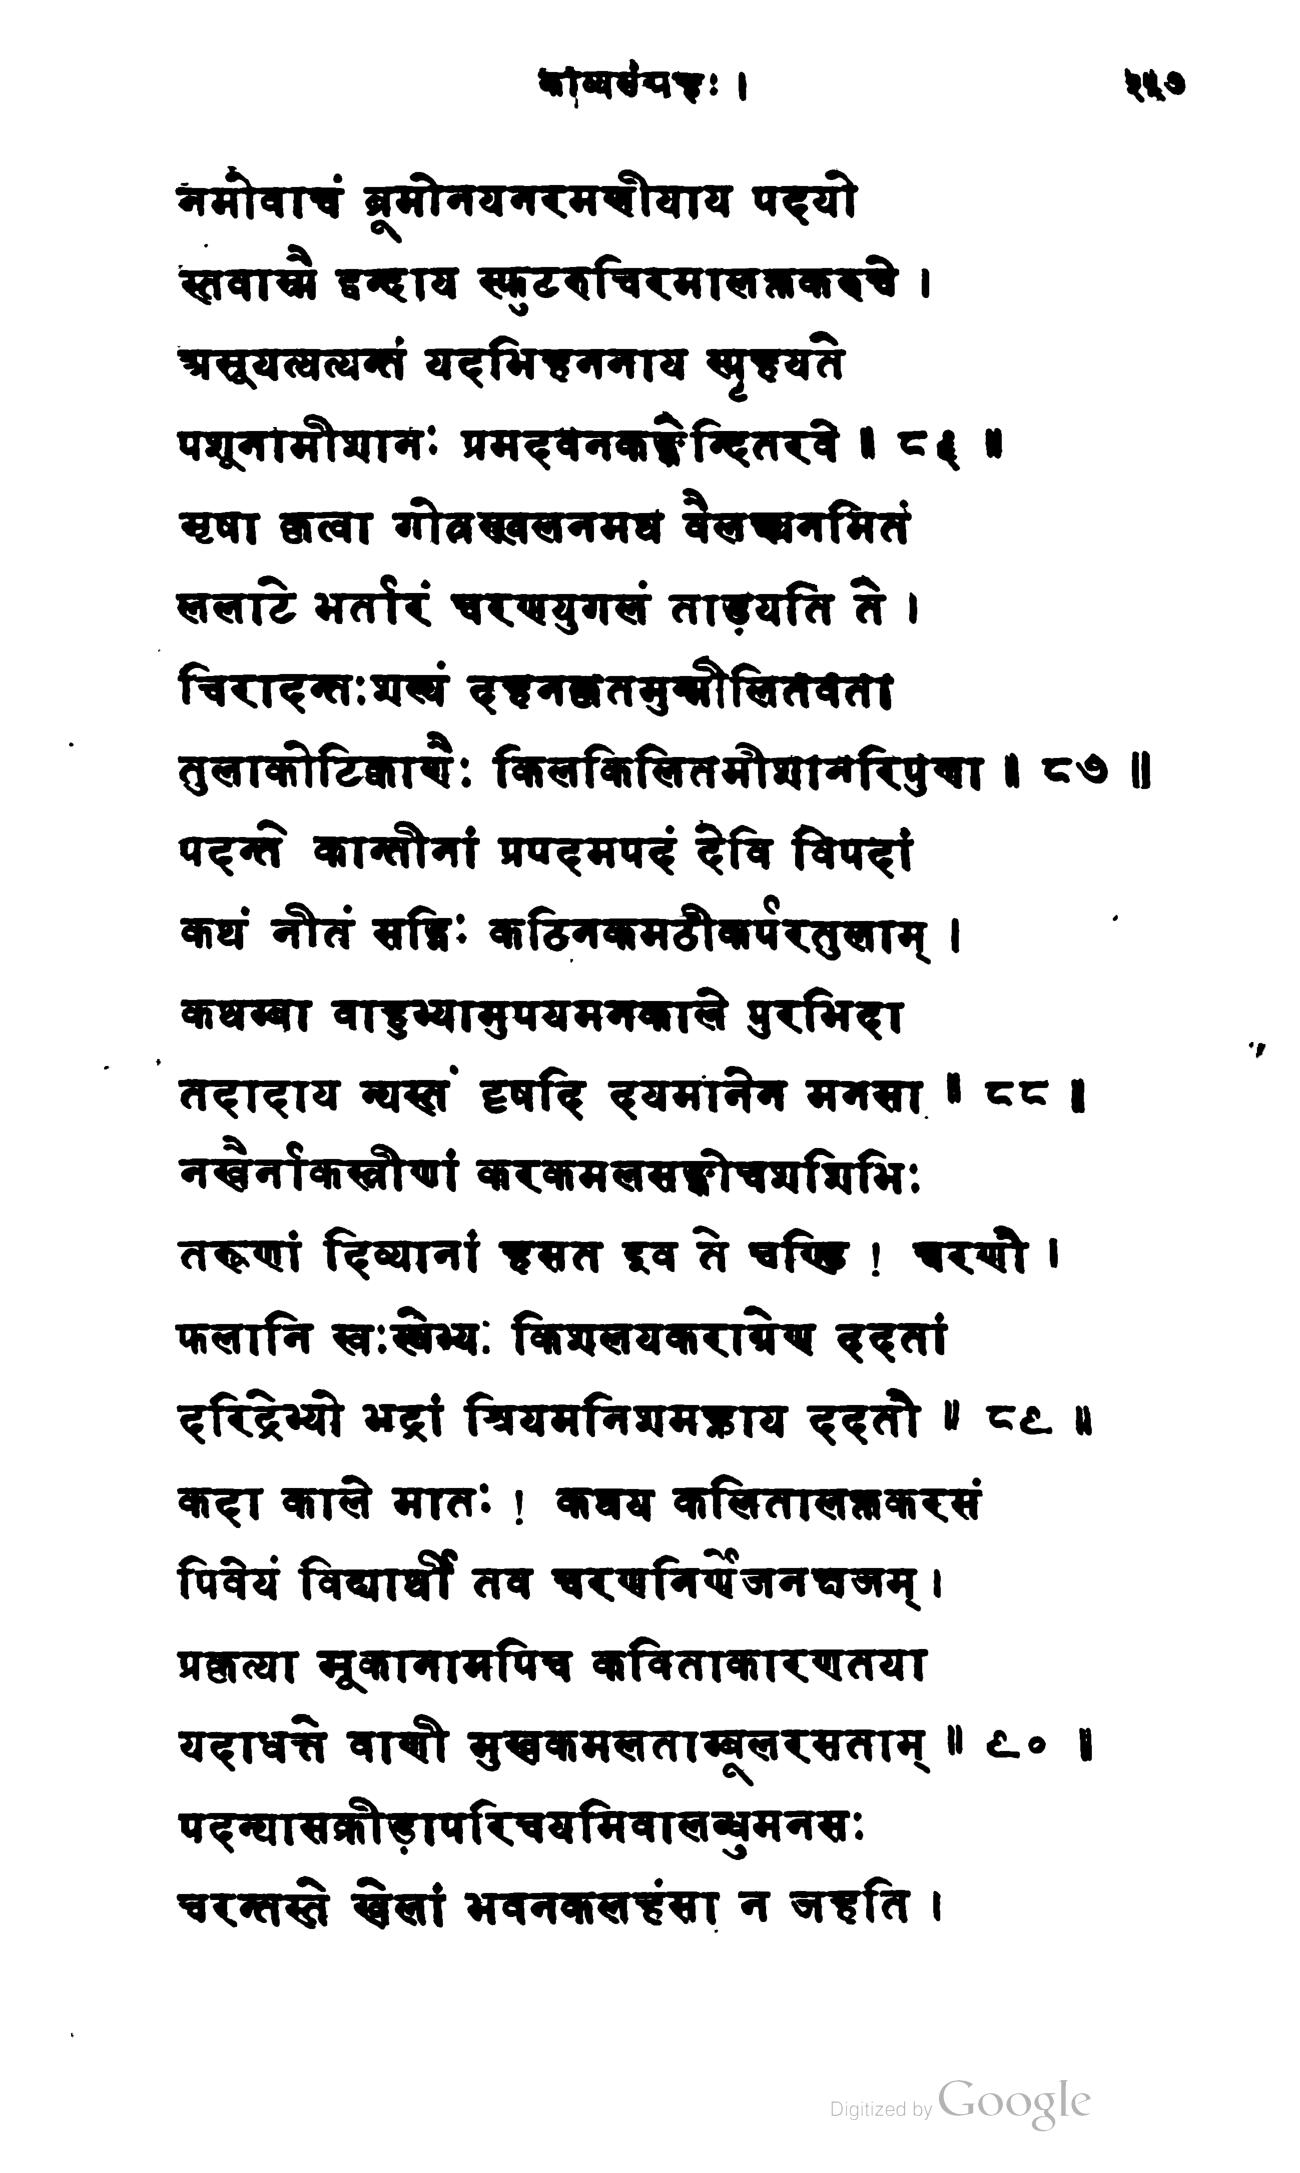 काव्यसंग्रहः । २५७
नमोवाचं ब्रूमोनयनरमणीयाय पदयो
स्तवास्मै द्वन्द्वाय स्फुटरुचिरमालक्तकरुचे ।
असूयत्यत्यन्तं यदभिहननाय स्पृहयते
पशूनामीशानः प्रमदवनकङ्केल्लितरवे ॥ ८६ ॥
मृषा कृत्वा गोत्रस्खलनमथ वैलक्ष्यनमितं
ललाटे भर्तारं चरणयुगलं ताड़यति ते ।
चिरादन्तःशल्यं दहनकृतमुन्मीलितवता
तुलाकोटिक्वाणैः किलकिलितमीशानरिपुणा ॥ ८७ ॥
पदन्ते कान्तीनां प्रपदमपदं देवि विपदां
कथं नीतं सद्भिः कठिनकमठीकर्परतुलाम् ।
कथम्बा वाहुभ्यामुपयमनकाले पुरभिदा
तदादाय न्यस्तं दृषदि दयमानेन मनसा ॥ ८८ ॥
नखैर्नाकस्त्रीणां करकमलसङ्कोचशशिभिः
तरूणां दिव्यानां हसत इव ते चण्डि ! चरणौ ।
फलानि स्वःस्थेभ्यः किशलयकराग्रेण ददतां
दरिद्रेभ्यो भद्रां श्रियमनिशमह्नाय ददतौ ॥ ८९ ॥
कदा काले मातः ! कथय कलितालक्तकरसं
पिवेयं विद्यार्थी तव चरणनिर्णेजनजलम् ।
प्रकृत्या मूकानामपिच कविताकारणतया
यदाधत्ते वाणी मुखकमलताम्बूलरसताम् ॥ ९० ॥
पदन्यासक्रीड़ापरिचयमिवालब्धुमनसः
चरन्तस्ते खेलां भवनकलहंसा न जहति ।
Digitized by Google